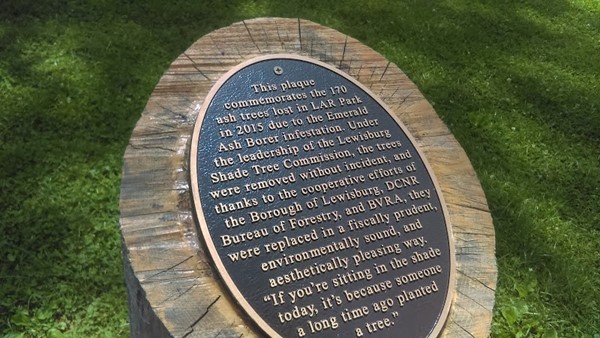 This plaque
commemorates the 170
ash trees lost in LAR Park
in 2015 due to the Emerald
Ash Borer infestation. Under
the leadership of the Lewisburg
Shade Tree Commission, the trees
were removed without incident, and
thanks to the cooperative efforts of
the Borough of Lewisburg, DCNR
Bureau of Forestry, and BVRA, they
were replaced in a fiscally prudent,
environmentally sound, and
aesthetically pleasing way.
"If you're sitting in the shade
today, it's because someone
a long time ago planted
a tree."